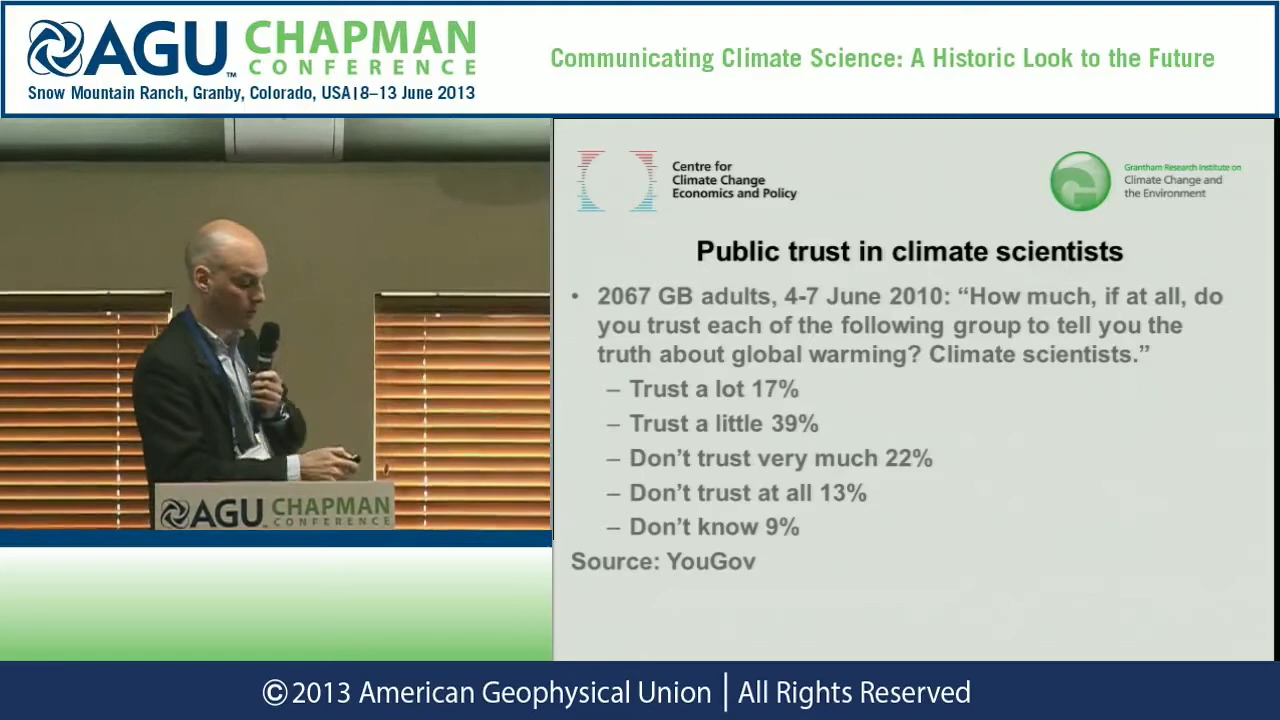 AGU CHAPMAN
CONFERENCE
™
Snow Mountain Ranch, Granby, Colorado, USA|8–13 June 2013
Communicating Climate Science: A Historic Look to the Future
Centre for
Climate Change
Economics and Policy
Grantham Research Institute on
Climate Change and
the Environment
Public trust in climate scientists
• 2067 GB adults, 4-7 June 2010: “How much, if at all, do
you trust each of the following group to tell you the
truth about global warming? Climate scientists.”
– Trust a lot 17%
– Trust a little 39%
– Don’t trust very much 22%
– Don’t trust at all 13%
– Don’t know 9%
Source: YouGov
AGU CHAPMAN
CONFERENCE
©2013 American Geophysical Union | All Rights Reserved